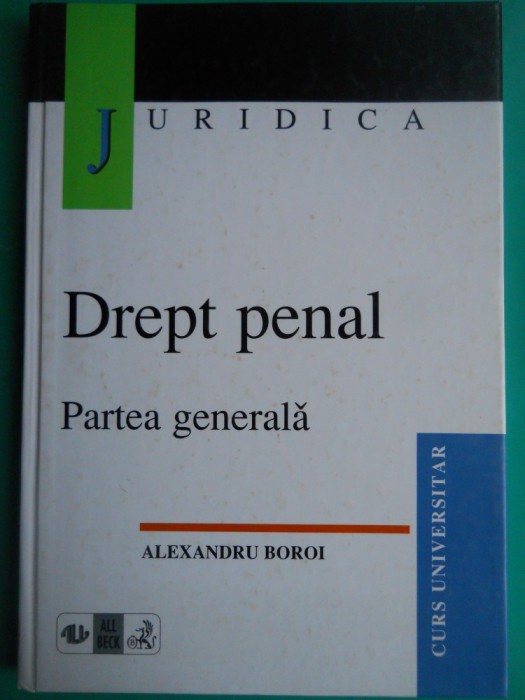 JURIDICA
Drept penal
Partea generală
ALEXANDRU BOROI
CURS UNIVERSITAR
ALL
BECK